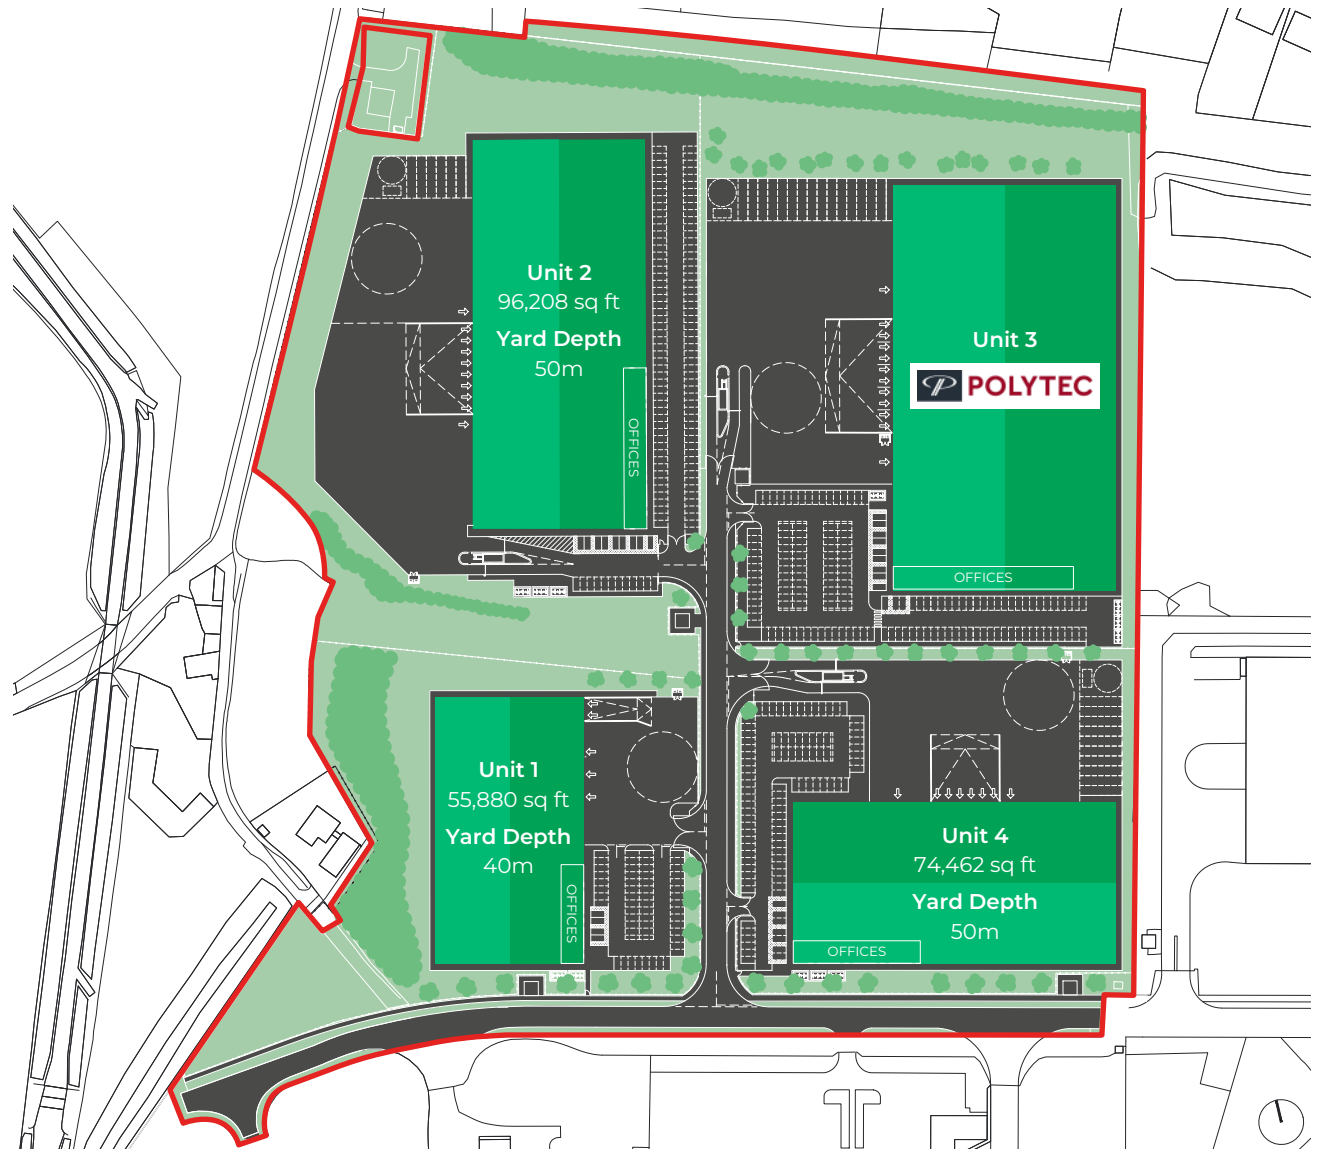 Unit 2
96,208 sq ft
Yard Depth
50m
OFFICES
Unit 3
POLYTEC
OFFICES
Unit 1
55,880 sq ft
Yard Depth
40m
OFFICES
Unit 4
74,462 sq ft
Yard Depth
50m
OFFICES